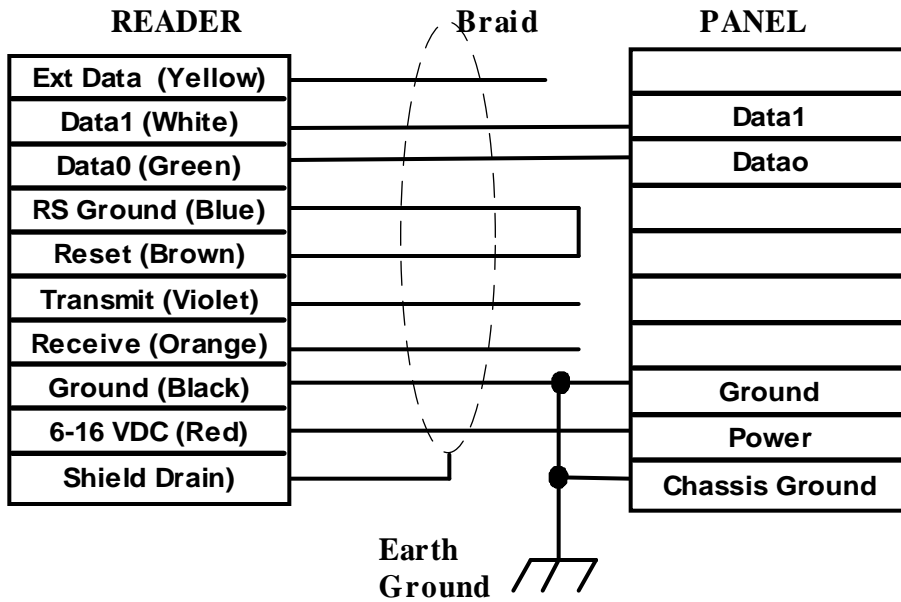 READER
Braid
PANEL
Ext Data (Yellow)
Data1 (White)
Data1
Data0 (Green)
Datao
RS Ground (Blue)
Reset (Brown)
Transmit (Violet)
Receive (Orange)
Ground (Black)
Ground
6-16 VDC (Red)
Power
Shield Drain)
Chassis Ground
Earth
Ground